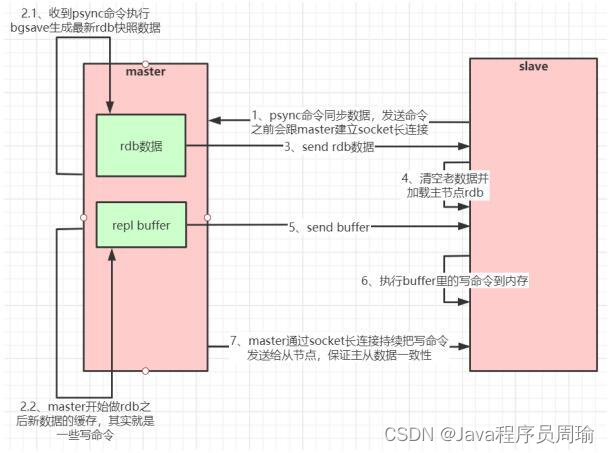 2.1、收到psync命令执行
bgsave生成最新rdb快照数据
master
slave
1、psync命令同步数据，发送命令
之前会跟master建立socket长连接
rdb数据
3、send rdb数据
4、清空老数据并
加载主节点rdb
repl buffer
5、send buffer
6、执行buffer里的写命令到内存
7、master通过socket长连接持续把写命令
发送给从节点，保证主从数据一致性
2.2、master开始做rdb之
后新数据的缓存，其实就是
一些写命令
CSDN @Java程序员周瑜